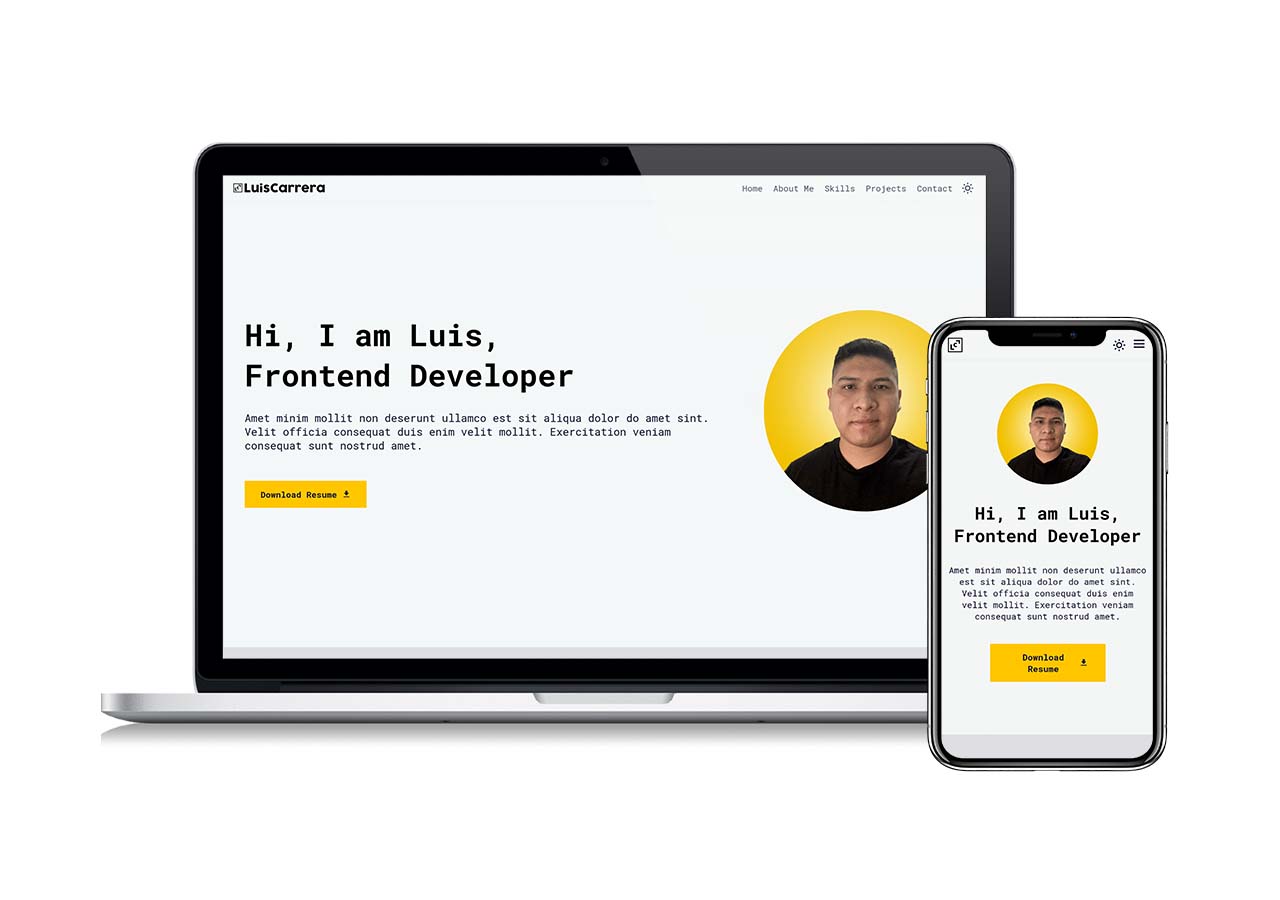 LuisCarrera
Home About Me Skills Projects Contact
Hi, I am Luis,
Frontend Developer
Amet minim mollit non deserunt ullamco est sit aliqua dolor do amet sint.
Velit officia consequat duis enim velit mollit. Exercitation veniam
consequat sunt nostrud amet.
Download Resume
Hi, I am Luis,
Frontend Developer
Amet minim mollit non deserunt ullamco
est sit aliqua dolor do amet sint.
Velit officia consequat duis enim
velit mollit. Exercitation veniam
consequat sunt nostrud amet.
Download
Resume